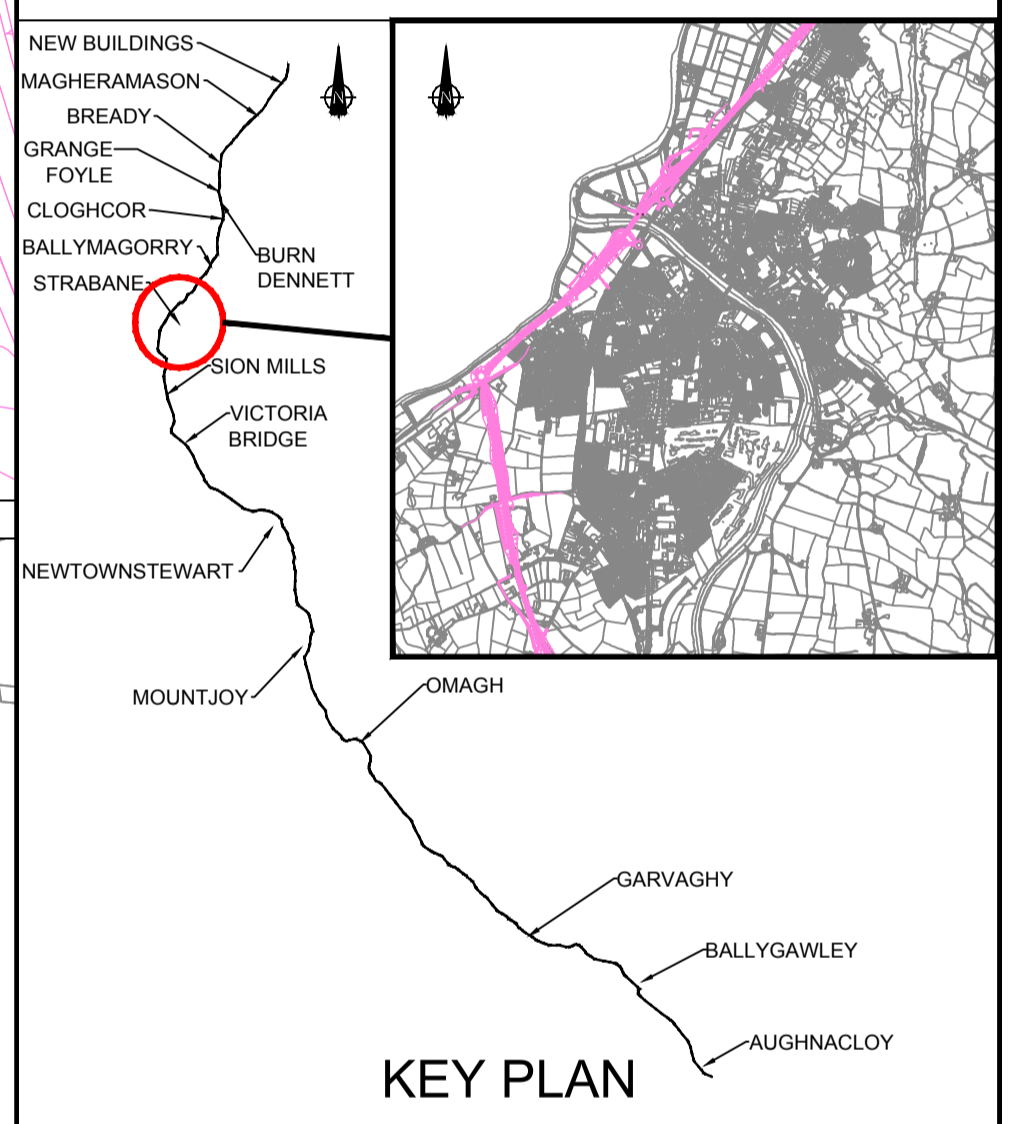 NEW BUILDINGS
MAGHERAMASON
BREADY
GRANGE
FOYLE
CLOGHCOR
BALLYMAGORRY
BURN
DENNETT
STRABANE
SION MILLS
VICTORIA
BRIDGE
NEWTOWNSTEWART
MOUNTJOY
OMAGH
GARVAGHY
BALLYGAWLEY
AUGHNACLOY
KEY PLAN
N
N